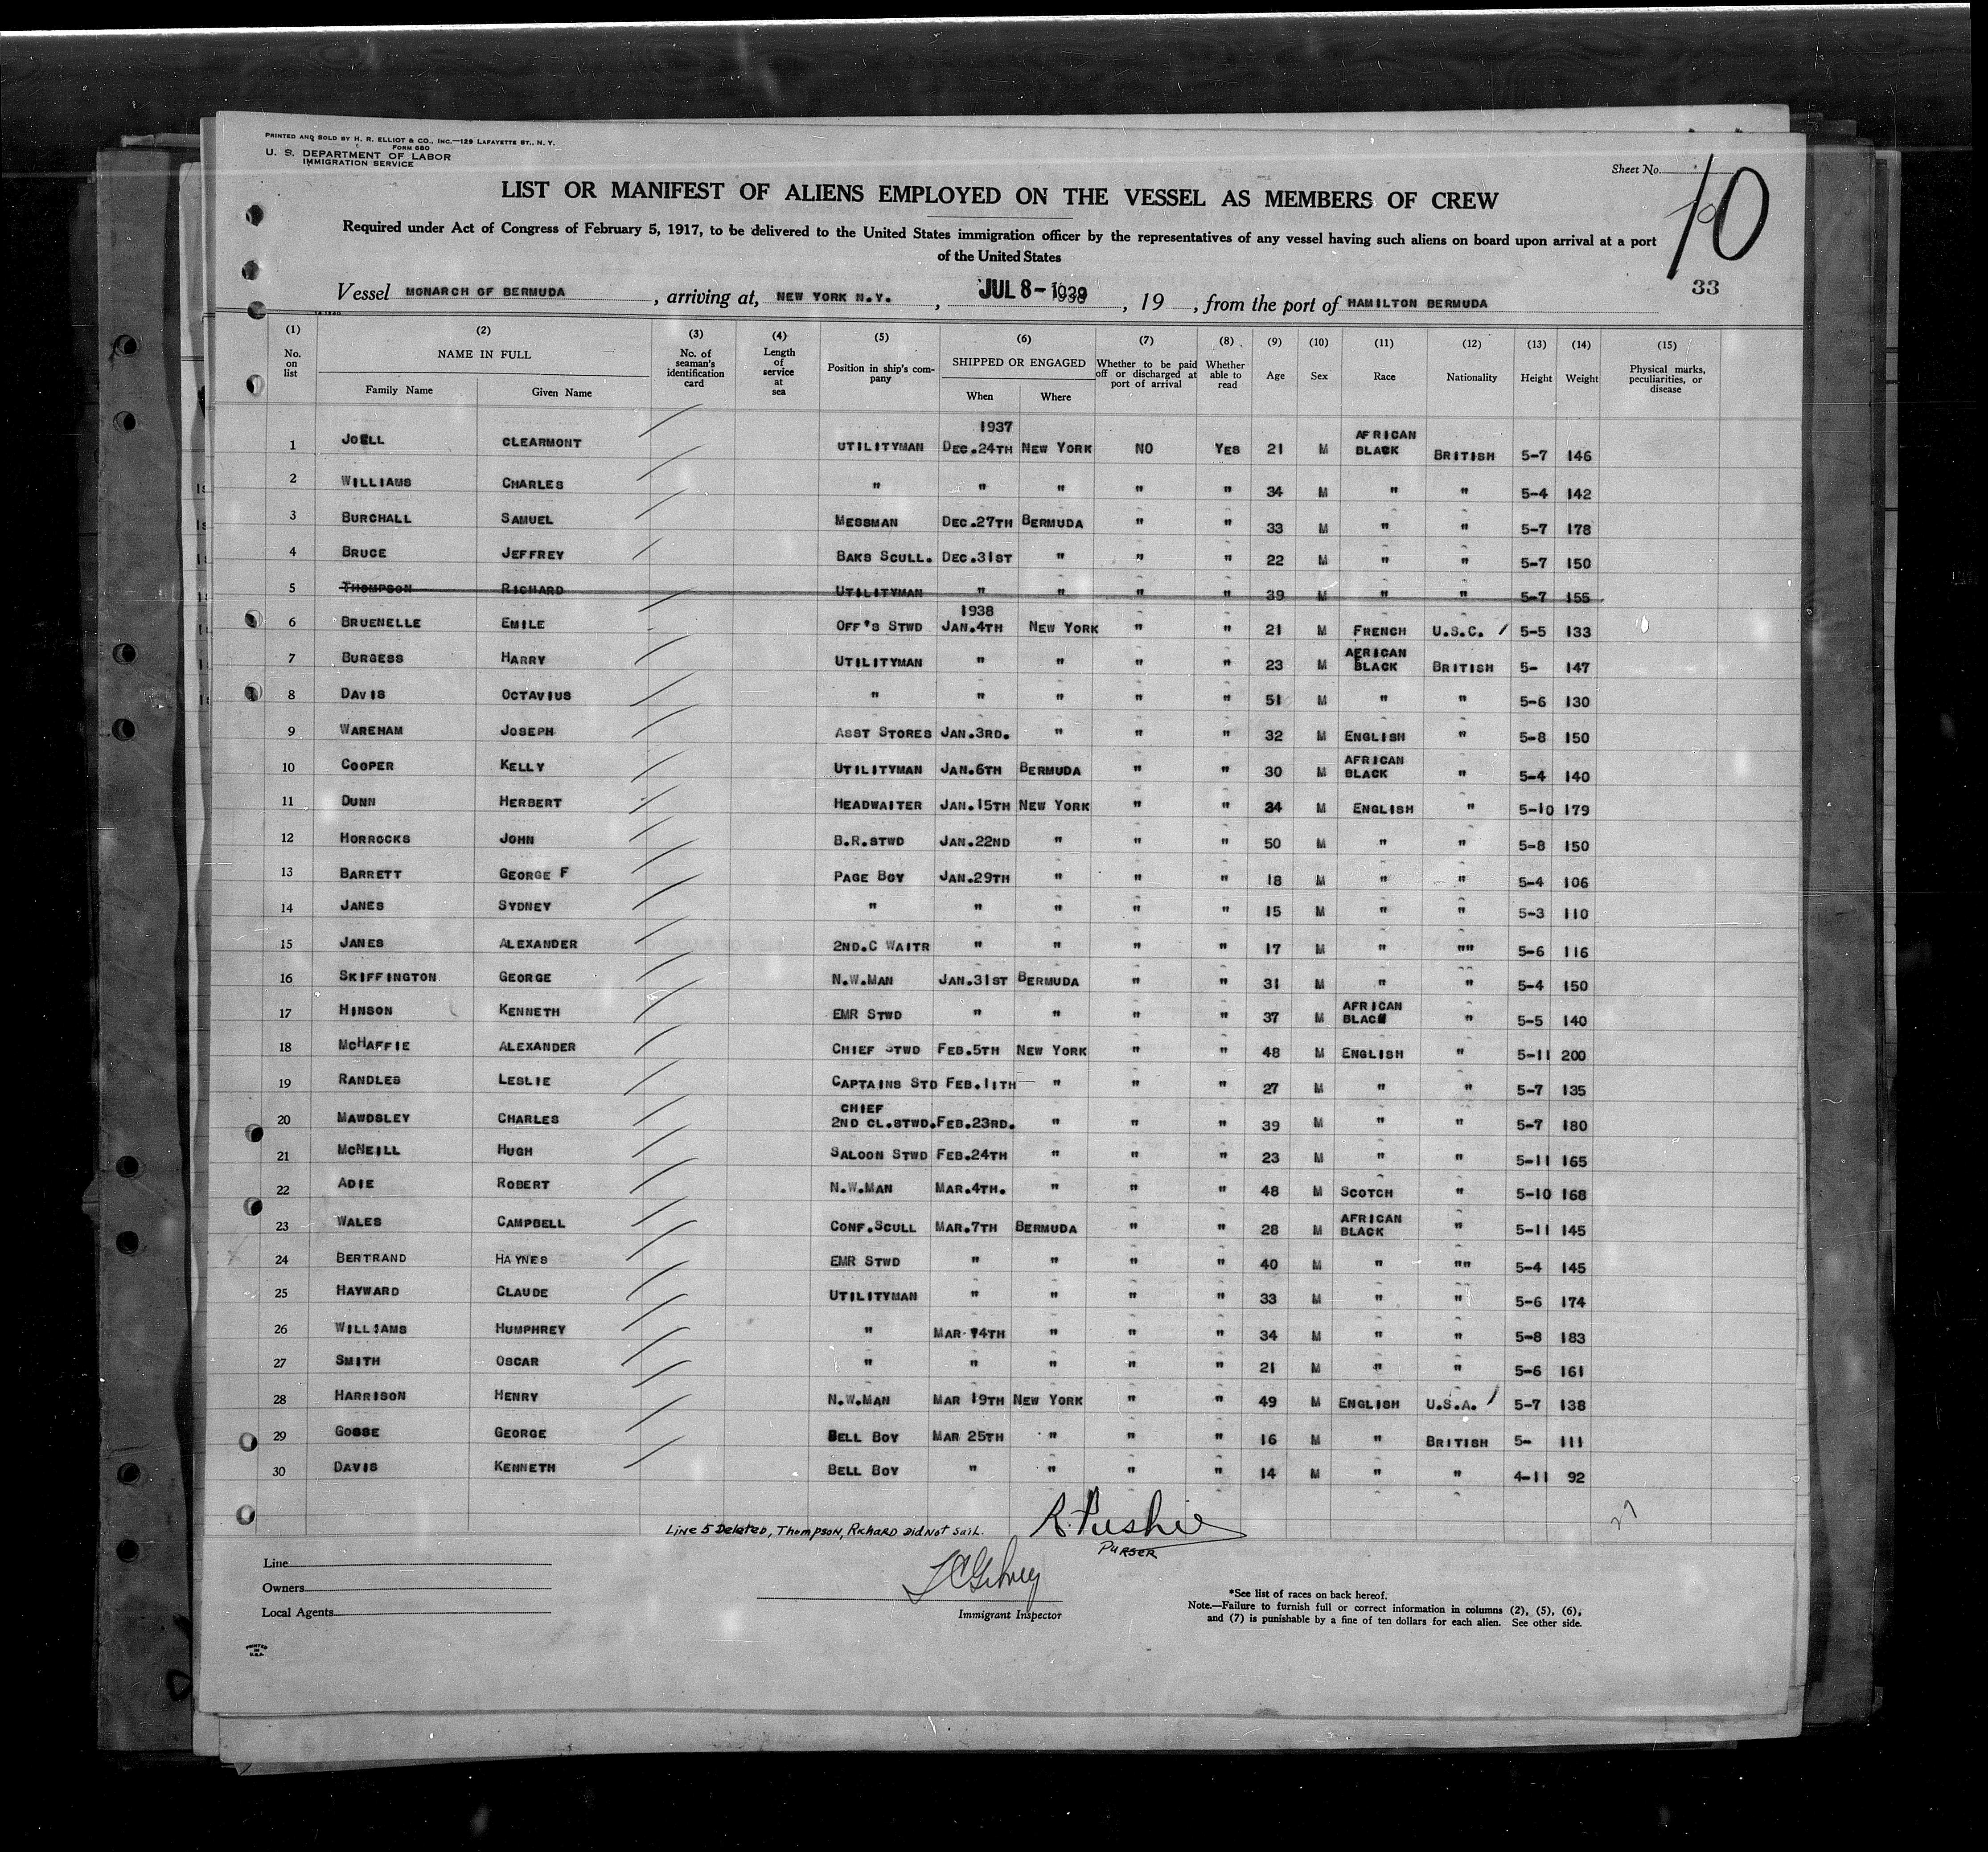 PRINTED AND SOLD BY H. R. ELLIOT & CO., INC.—129 LAFAYETTE ST., N. Y.
FORM 680
U. S. DEPARTMENT OF LABOR
IMMIGRATION SERVICE
Sheet No.
10
LIST OR MANIFEST OF ALIENS EMPLOYED ON THE VESSEL AS MEMBERS OF CREW
Required under Act of Congress of February 5, 1917, to be delivered to the United States immigration officer by the representatives of any vessel having such aliens on board upon arrival at a port
of the United States
33
Vessel MONARCH OF BERMUDA, arriving at, NEW YORK N.Y., JUL 8-1938, 19, from the port of HAMILTON BERMUDA
(1) (2) (3) (4) (5) (6) (7) (8) (9) (10) (11) (12) (13) (14) (15)
No. on list NAME IN FULL Family Name Given Name No. of seaman's identification card Length of service at sea Position in ship's company SHIPPED OR ENGAGED When Where Whether to be paid off or discharged at port of arrival Whether able to read Age Sex Race Nationality Height Weight Physical marks, peculiarities, or disease
1 JOELL CLEARMONT UTILITYMAN 1937 DEC.24TH NEW YORK NO YES 21 M AFRICAN BLACK BRITISH 5-7 146
2 WILLIAMS CHARLES " " " " " 34 M " " 5-4 142
3 BURCHALL SAMUEL MESSMAN DEC.27TH BERMUDA " " 33 M " " 5-7 178
4 BRUCE JEFFREY BAKS SCULL. DEC.31ST " " " 22 M " " 5-7 150
5 THOMPSON RICHARD UTILITYMAN " " " " 39 M " " 5-7 155
6 BRUENELLE EMILE OFF'S STWD 1938 JAN.4TH NEW YORK " " 21 M FRENCH U.S.C. 5-5 133
7 BURGESS HARRY UTILITYMAN " " " " 23 M AFRICAN BLACK BRITISH 5- 147
8 DAVIS OCTAVIUS " " " " " 51 M " " 5-6 130
9 WAREHAM JOSEPH ASST STORES JAN.3RD. " " " 32 M ENGLISH " 5-8 150
10 COOPER KELLY UTILITYMAN JAN.6TH BERMUDA " " 30 M AFRICAN BLACK " 5-4 140
11 DUNN HERBERT HEADWAITER JAN.15TH NEW YORK " " 34 M ENGLISH " 5-10 179
12 HORROCKS JOHN B.R.STWD JAN.22ND " " " 50 M " " 5-8 150
13 BARRETT GEORGE F PAGE BOY JAN.29TH " " " 18 M " " 5-4 106
14 JANES SYDNEY " " " " " 15 M " " 5-3 110
15 JANES ALEXANDER 2ND.C WAITR " " " " 17 M " "" 5-6 116
16 SKIFFINGTON GEORGE N.W.MAN JAN.31ST BERMUDA " " 31 M " " 5-4 150
17 HINSON KENNETH EMR STWD " " " " 37 M AFRICAN BLACK " 5-5 140
18 MCHAFFIE ALEXANDER CHIEF STWD FEB.5TH NEW YORK " " 48 M ENGLISH " 5-11 200
19 RANDLES LESLIE CAPTAINS STD FEB.11TH " " " 27 M " " 5-7 135
20 MAWDSLEY CHARLES CHIEF 2ND CL.STWD. FEB.23RD. " " " 39 M " " 5-7 180
21 MCNEILL HUGH SALOON STWD FEB.24TH " " " 23 M " " 5-11 165
22 ADIE ROBERT N.W.MAN MAR.4TH. " " " 48 M SCOTCH " 5-10 168
23 WALES CAMPBELL CONF.SCULL MAR.7TH BERMUDA " " 28 M AFRICAN BLACK " 5-11 145
24 BERTRAND HAYNES EMR STWD " " " " 40 M " "" 5-4 145
25 HAYWARD CLAUDE UTILITYMAN " " " " 33 M " " 5-6 174
26 WILLIAMS HUMPHREY " MAR 14TH " " " 34 M " " 5-8 183
27 SMITH OSCAR " " " " " 21 M " " 5-6 161
28 HARRISON HENRY N.W.MAN MAR 19TH NEW YORK " " 49 M ENGLISH U.S.A. 5-7 138
29 GOSSE GEORGE BELL BOY MAR 25TH " " " 16 M " BRITISH 5- 111
30 DAVIS KENNETH BELL BOY " " " " 14 M " " 4-11 92
Line 5 Deleted, Thompson, Richard did not sail.
R. Pushie
PURSER
Line
Owners
Local Agents
Immigrant Inspector
*See list of races on back hereof.
Note.—Failure to furnish full or correct information in columns (2), (5), (6),
and (7) is punishable by a fine of ten dollars for each alien. See other side.
PRINTED
IN
U.S.A.